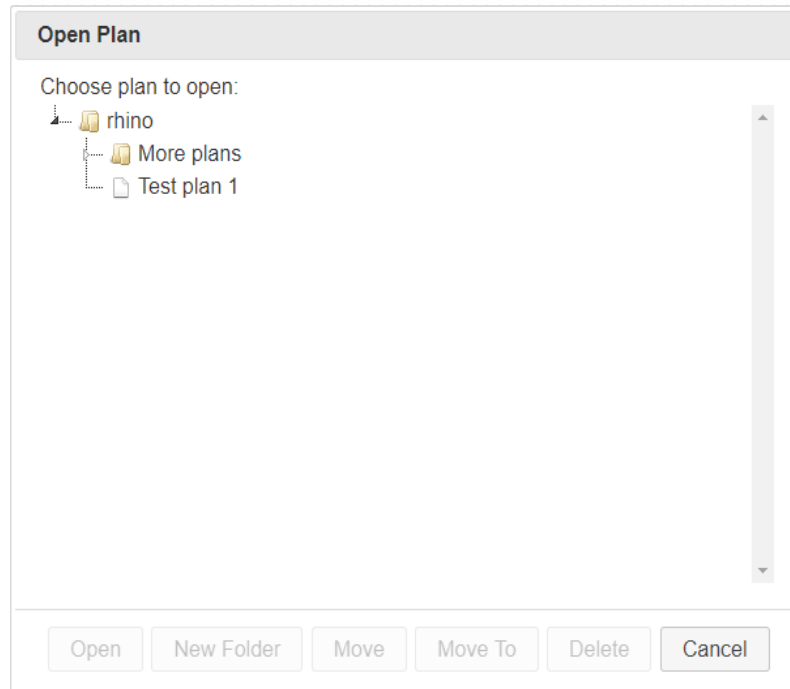 Open Plan
Choose plan to open:
rhino
More plans
Test plan 1
Open New Folder Move Move To Delete Cancel